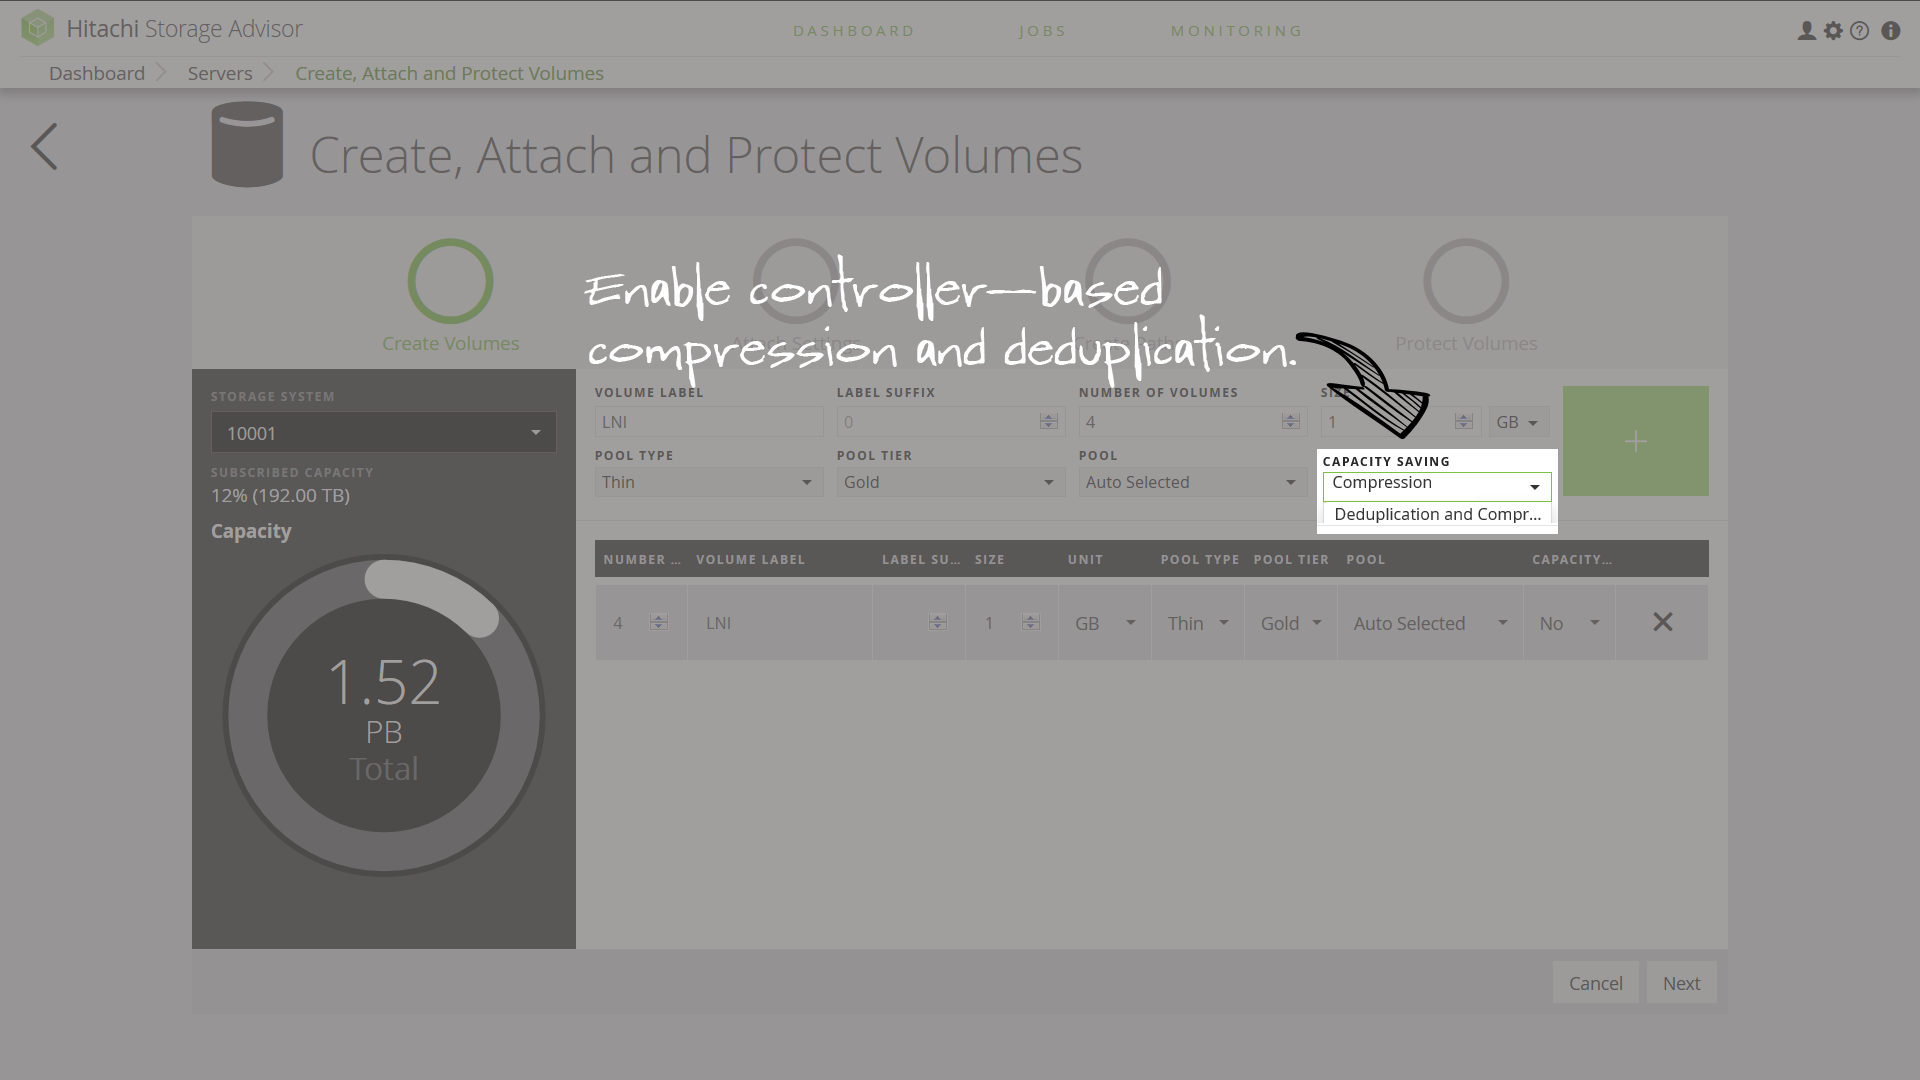 Hitachi Storage Advisor
DASHBOARD JOBS MONITORING
Dashboard Servers Create, Attach and Protect Volumes
Create, Attach and Protect Volumes
Enable controller—based
compression and deduplication.
Create Volumes Attach Settings Create Path Protect Volumes
STORAGE SYSTEM
10001
SUBSCRIBED CAPACITY
12% (192.00 TB)
Capacity
1.52
PB
Total
VOLUME LABEL LABEL SUFFIX NUMBER OF VOLUMES SIZE
LNI 0 4 1 GB +
POOL TYPE POOL TIER POOL CAPACITY SAVING
Thin Gold Auto Selected Compression
Deduplication and Compr...
NUMBER ... VOLUME LABEL LABEL SU... SIZE UNIT POOL TYPE POOL TIER POOL CAPACITY...
4 LNI 1 GB Thin Gold Auto Selected No
Cancel Next